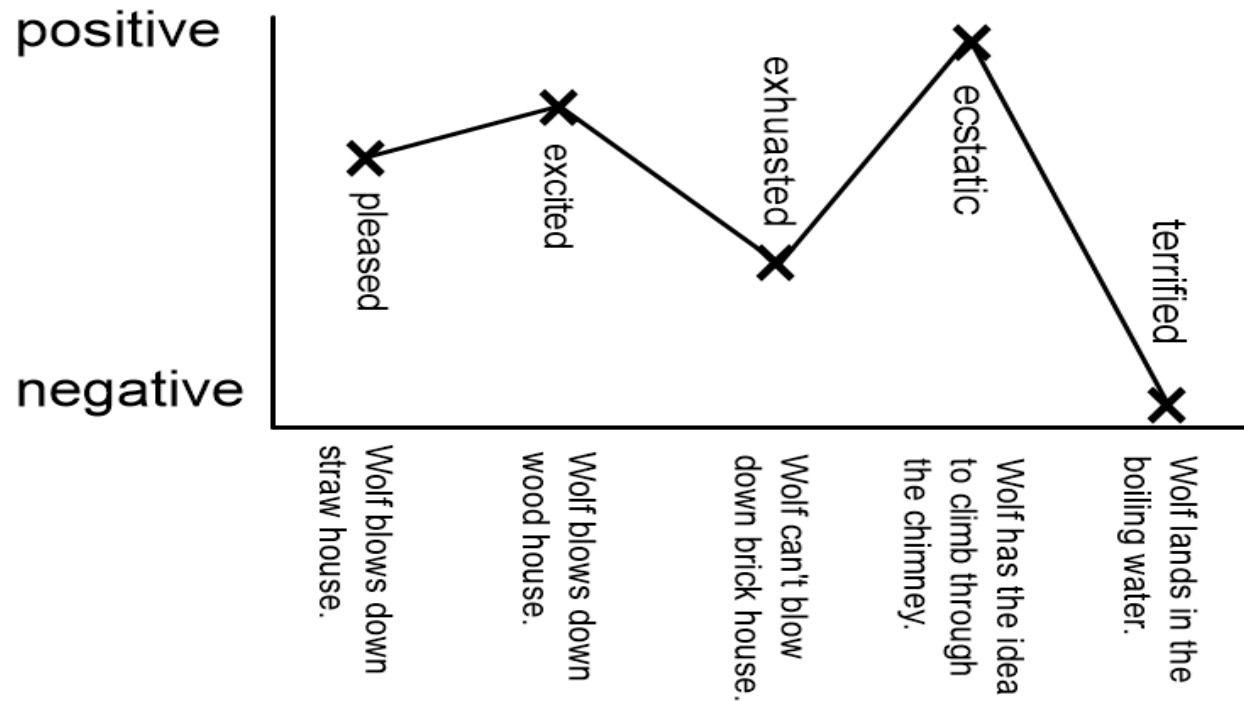 positive
negative
pleased
excited
exhuasted
ecstatic
terrified
Wolf blows down
straw house.
Wolf blows down
wood house.
Wolf can't blow
down brick house.
Wolf has the idea
to climb through
the chimney.
Wolf lands in the
boiling water.